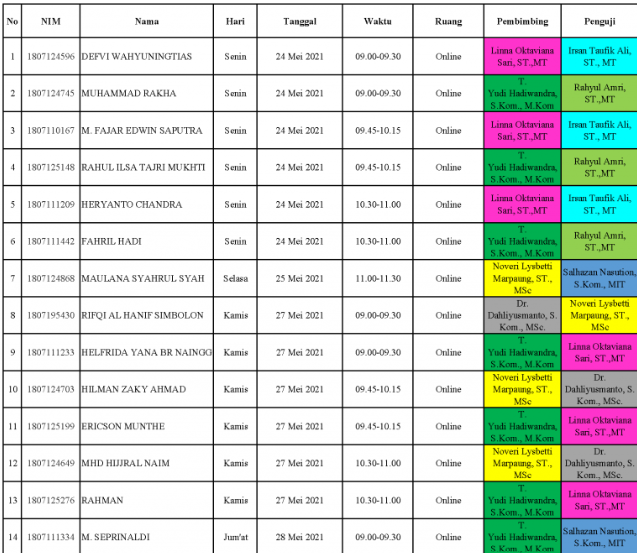 No NIM Nama Hari Tanggal Waktu Ruang Pembimbing Penguji
1 1807124596 DEFVI WAHYUNINGTIAS Senin 24 Mei 2021 09.00-09.30 Online Linna Oktaviana Sari, ST.,MT Irsan Taufik Ali, ST., MT
2 1807124745 MUHAMMAD RAKHA Senin 24 Mei 2021 09.00-09.30 Online T. Yudi Hadiwandra, S.Kom., M.Kom Rahyul Amri, ST.,MT
3 1807110167 M. FAJAR EDWIN SAPUTRA Senin 24 Mei 2021 09.45-10.15 Online Linna Oktaviana Sari, ST.,MT Irsan Taufik Ali, ST., MT
4 1807125148 RAHUL ILSA TAJRI MUKHTI Senin 24 Mei 2021 09.45-10.15 Online T. Yudi Hadiwandra, S.Kom., M.Kom Rahyul Amri, ST.,MT
5 1807111209 HERYANTO CHANDRA Senin 24 Mei 2021 10.30-11.00 Online Linna Oktaviana Sari, ST.,MT Irsan Taufik Ali, ST., MT
6 1807111442 FAHRIL HADI Senin 24 Mei 2021 10.30-11.00 Online T. Yudi Hadiwandra, S.Kom., M.Kom Rahyul Amri, ST.,MT
7 1807124868 MAULANA SYAHRUL SYAH Selasa 25 Mei 2021 11.00-11.30 Online Noveri Lysbetti Marpaung, ST., MSc Salhazan Nasution, S.Kom., MIT
8 1807195430 RIFQI AL HANIF SIMBOLON Kamis 27 Mei 2021 09.00-09.30 Online Dr. Dahliyusmanto, S. Kom., MSc. Noveri Lysbetti Marpaung, ST., MSc
9 1807111233 HELFRIDA YANA BR NAINGG Kamis 27 Mei 2021 09.00-09.30 Online T. Yudi Hadiwandra, S.Kom., M.Kom Linna Oktaviana Sari, ST.,MT
10 1807124703 HILMAN ZAKY AHMAD Kamis 27 Mei 2021 09.45-10.15 Online Noveri Lysbetti Marpaung, ST., MSc Dr. Dahliyusmanto, S. Kom., MSc.
11 1807125199 ERICSON MUNTHE Kamis 27 Mei 2021 09.45-10.15 Online T. Yudi Hadiwandra, S.Kom., M.Kom Linna Oktaviana Sari, ST.,MT
12 1807124649 MHD HIJJRAL NAIM Kamis 27 Mei 2021 10.30-11.00 Online Noveri Lysbetti Marpaung, ST., MSc Dr. Dahliyusmanto, S. Kom., MSc.
13 1807125276 RAHMAN Kamis 27 Mei 2021 10.30-11.00 Online T. Yudi Hadiwandra, S.Kom., M.Kom Linna Oktaviana Sari, ST.,MT
14 1807111334 M. SEPRINALDI Jum'at 28 Mei 2021 09.00-09.30 Online T. Yudi Hadiwandra, S.Kom., M.Kom Salhazan Nasution, S.Kom., MIT